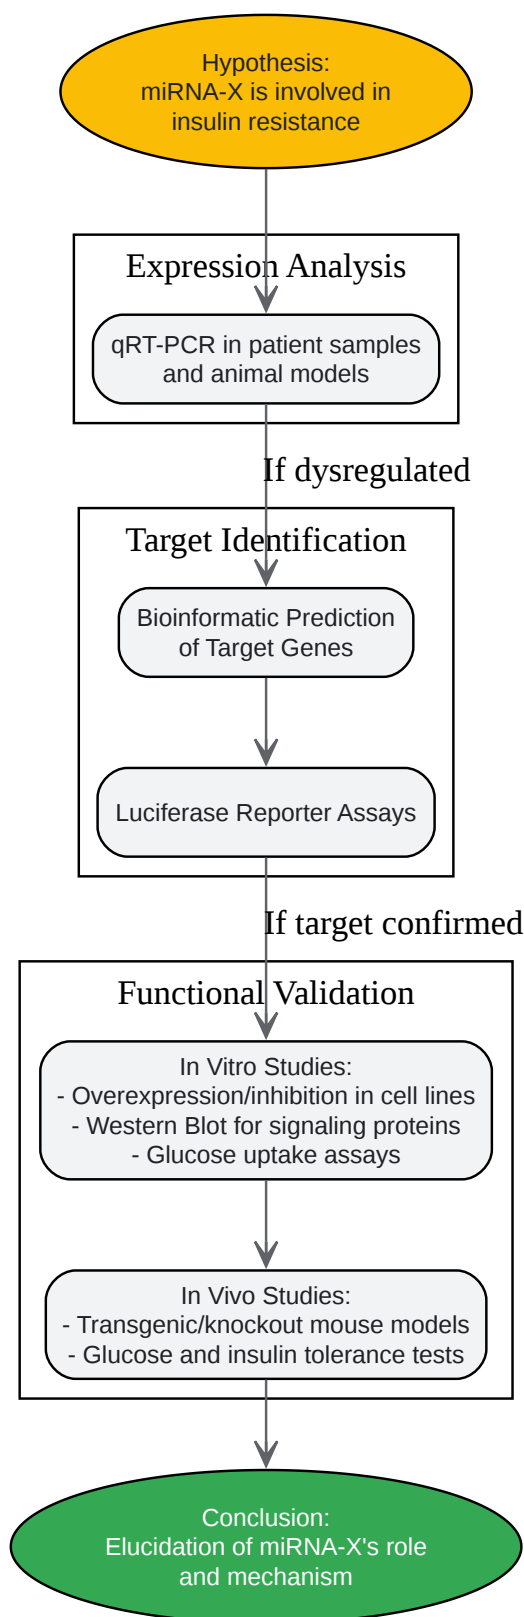 Hypothesis:
miRNA-X is involved in
insulin resistance
Expression Analysis
qRT-PCR in patient samples
and animal models
If dysregulated
Target Identification
Bioinformatic Prediction
of Target Genes
Luciferase Reporter Assays
If target confirmed
Functional Validation
In Vitro Studies:
- Overexpression/inhibition in cell lines
- Western Blot for signaling proteins
- Glucose uptake assays
In Vivo Studies:
- Transgenic/knockout mouse models
- Glucose and insulin tolerance tests
Conclusion:
Elucidation of miRNA-X's role
and mechanism